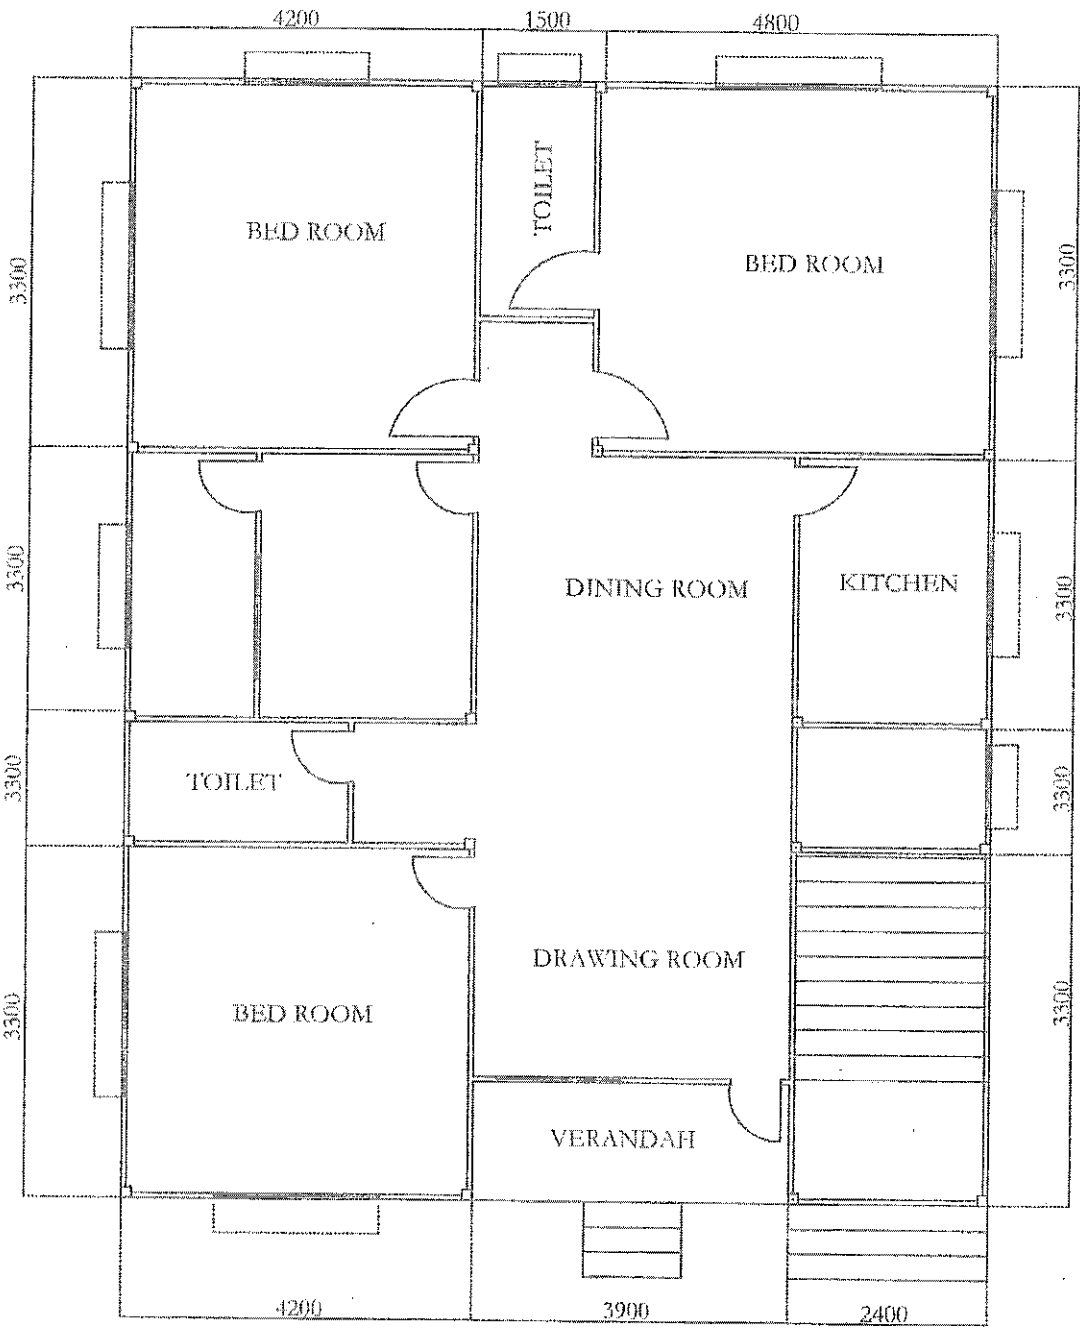 4200
1500
4800
TOILET
BED ROOM
BED ROOM
3300
3300
DINING ROOM
KITCHEN
3300
3300
TOILET
3300
3300
DRAWING ROOM
BED ROOM
3300
3300
VERANDAH
4200
3900
2400